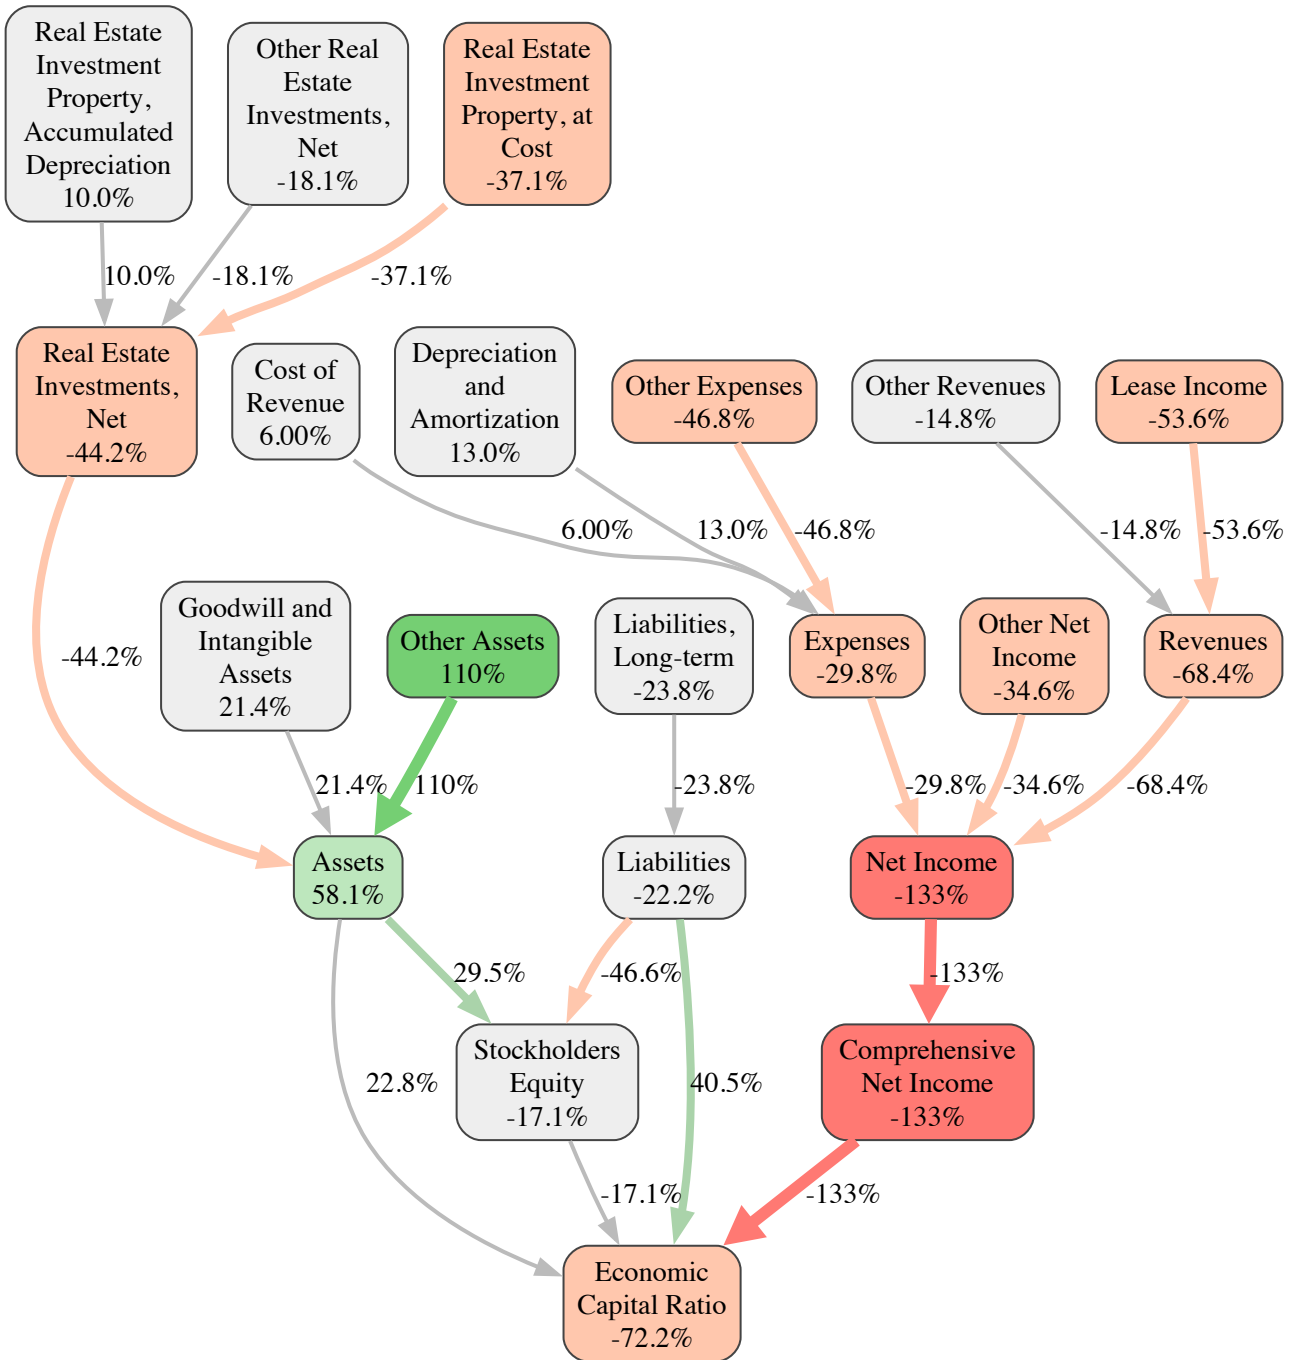 Real Estate
Investment
Property,
Accumulated
Depreciation
10.0%
Other Real
Estate
Investments,
Net
-18.1%
Real Estate
Investment
Property, at
Cost
-37.1%
10.0%
-18.1%
-37.1%
Real Estate
Investments,
Net
-44.2%
Cost of
Revenue
6.00%
Depreciation
and
Amortization
13.0%
Other Expenses
-46.8%
Other Revenues
-14.8%
Lease Income
-53.6%
6.00%
13.0%
-46.8%
-14.8%
-53.6%
-44.2%
Goodwill and
Intangible
Assets
21.4%
Other Assets
110%
Liabilities,
Long-term
-23.8%
Expenses
-29.8%
Other Net
Income
-34.6%
Revenues
-68.4%
21.4%
110%
-23.8%
-29.8%
-34.6%
-68.4%
Assets
58.1%
Liabilities
-22.2%
Net Income
-133%
29.5%
-46.6%
-133%
Stockholders
Equity
-17.1%
Comprehensive
Net Income
-133%
22.8%
40.5%
-17.1%
-133%
Economic
Capital Ratio
-72.2%